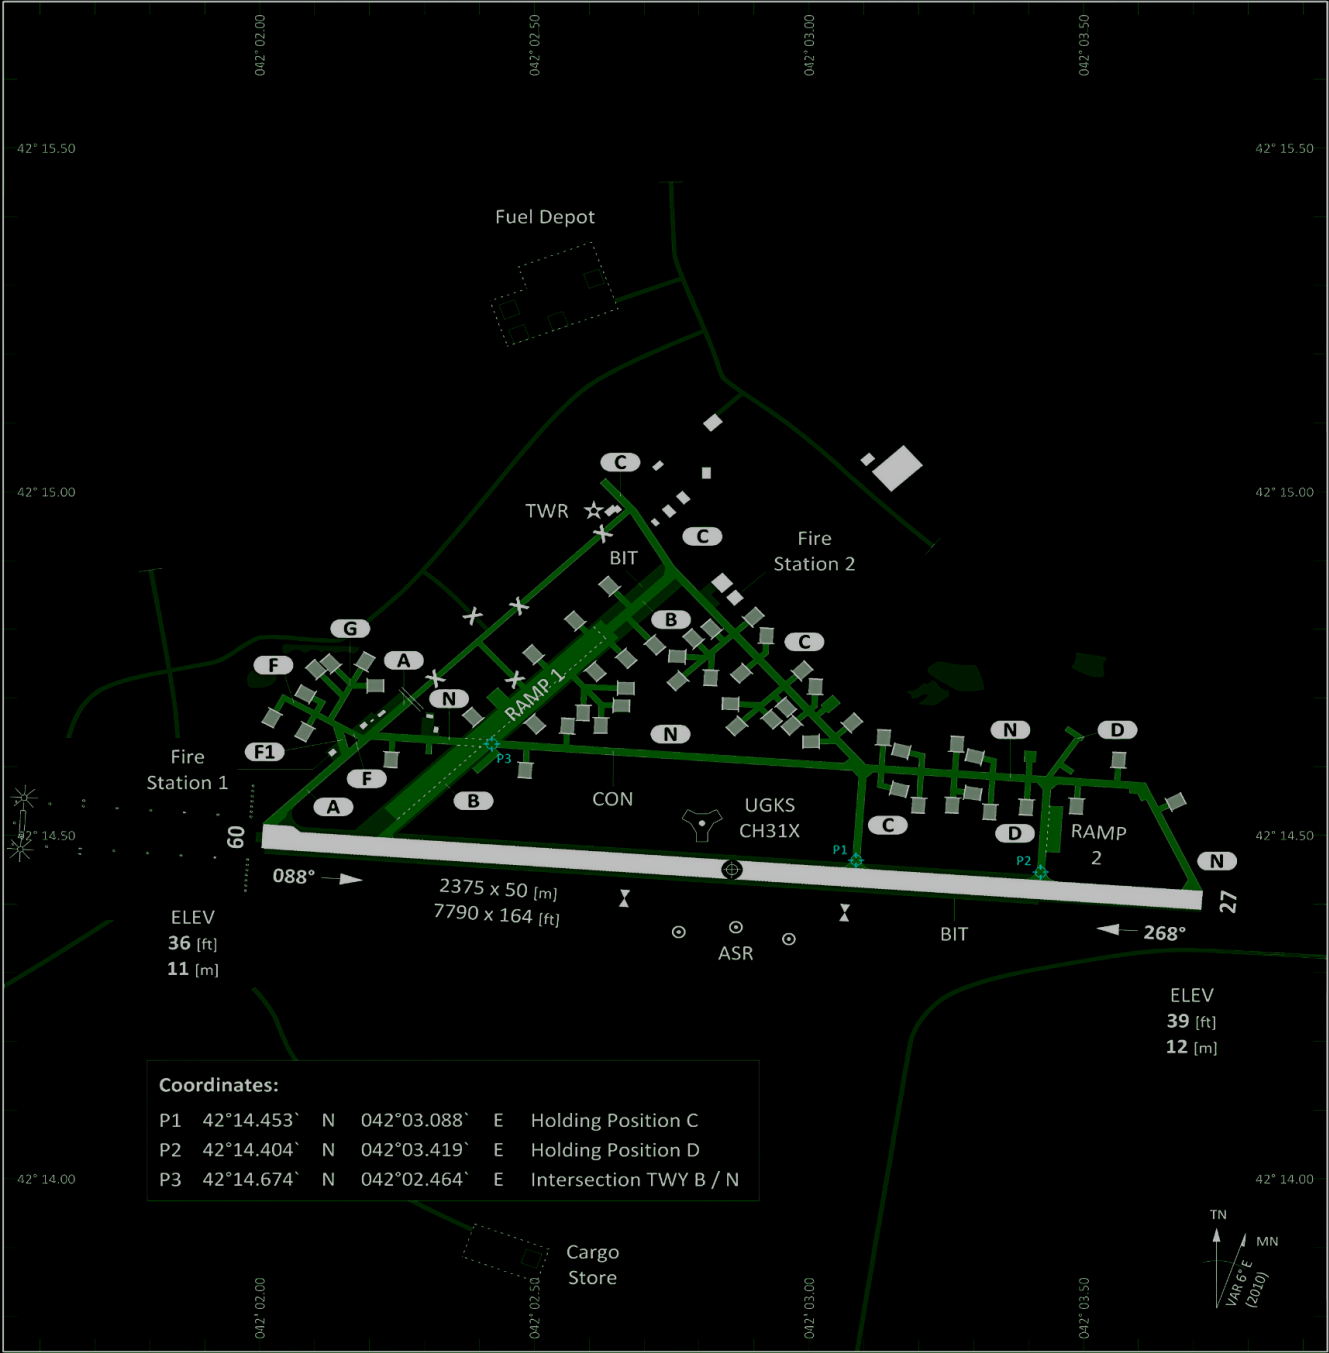 042° 02.00
042° 02.50
042° 03.00
042° 03.50
42° 15.50
42° 15.50
Fuel Depot
42° 15.00
42° 15.00
C
TWR
C
BIT
Fire
Station 2
B
G
C
A
F
N
RAMP 1
N
N
D
F1
P3
Fire
Station 1
F
B
CON
A
UGKS
CH31X
C
D
RAMP
2
42° 14.50
42° 14.50
09
P1
P2
N
088°
2375 x 50 [m]
7790 x 164 [ft]
27
ELEV
36 [ft]
11 [m]
ASR
BIT
268°
ELEV
39 [ft]
12 [m]
Coordinates:
P1 42°14.453` N 042°03.088` E Holding Position C
P2 42°14.404` N 042°03.419` E Holding Position D
P3 42°14.674` N 042°02.464` E Intersection TWY B / N
42° 14.00
42° 14.00
Cargo
Store
TN
MN
VAR 6° E
(2010)
042° 02.00
042° 02.50
042° 03.00
042° 03.50